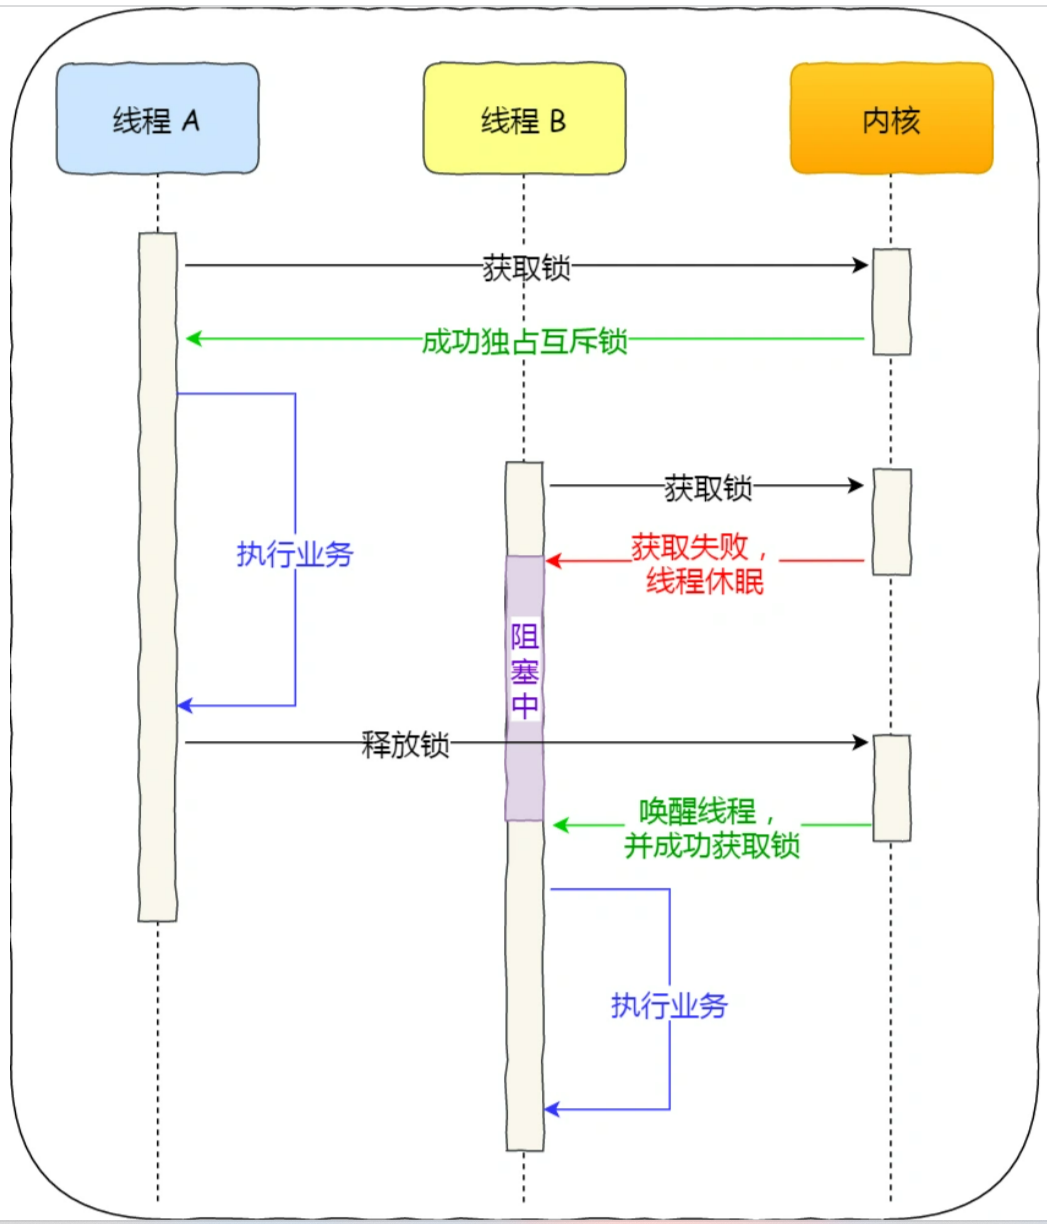 线程 A
线程 B
内核
获取锁
成功独占互斥锁
获取锁
执行业务
获取失败，
线程休眠
阻
塞
中
释放锁
唤醒线程，
并成功获取锁
执行业务